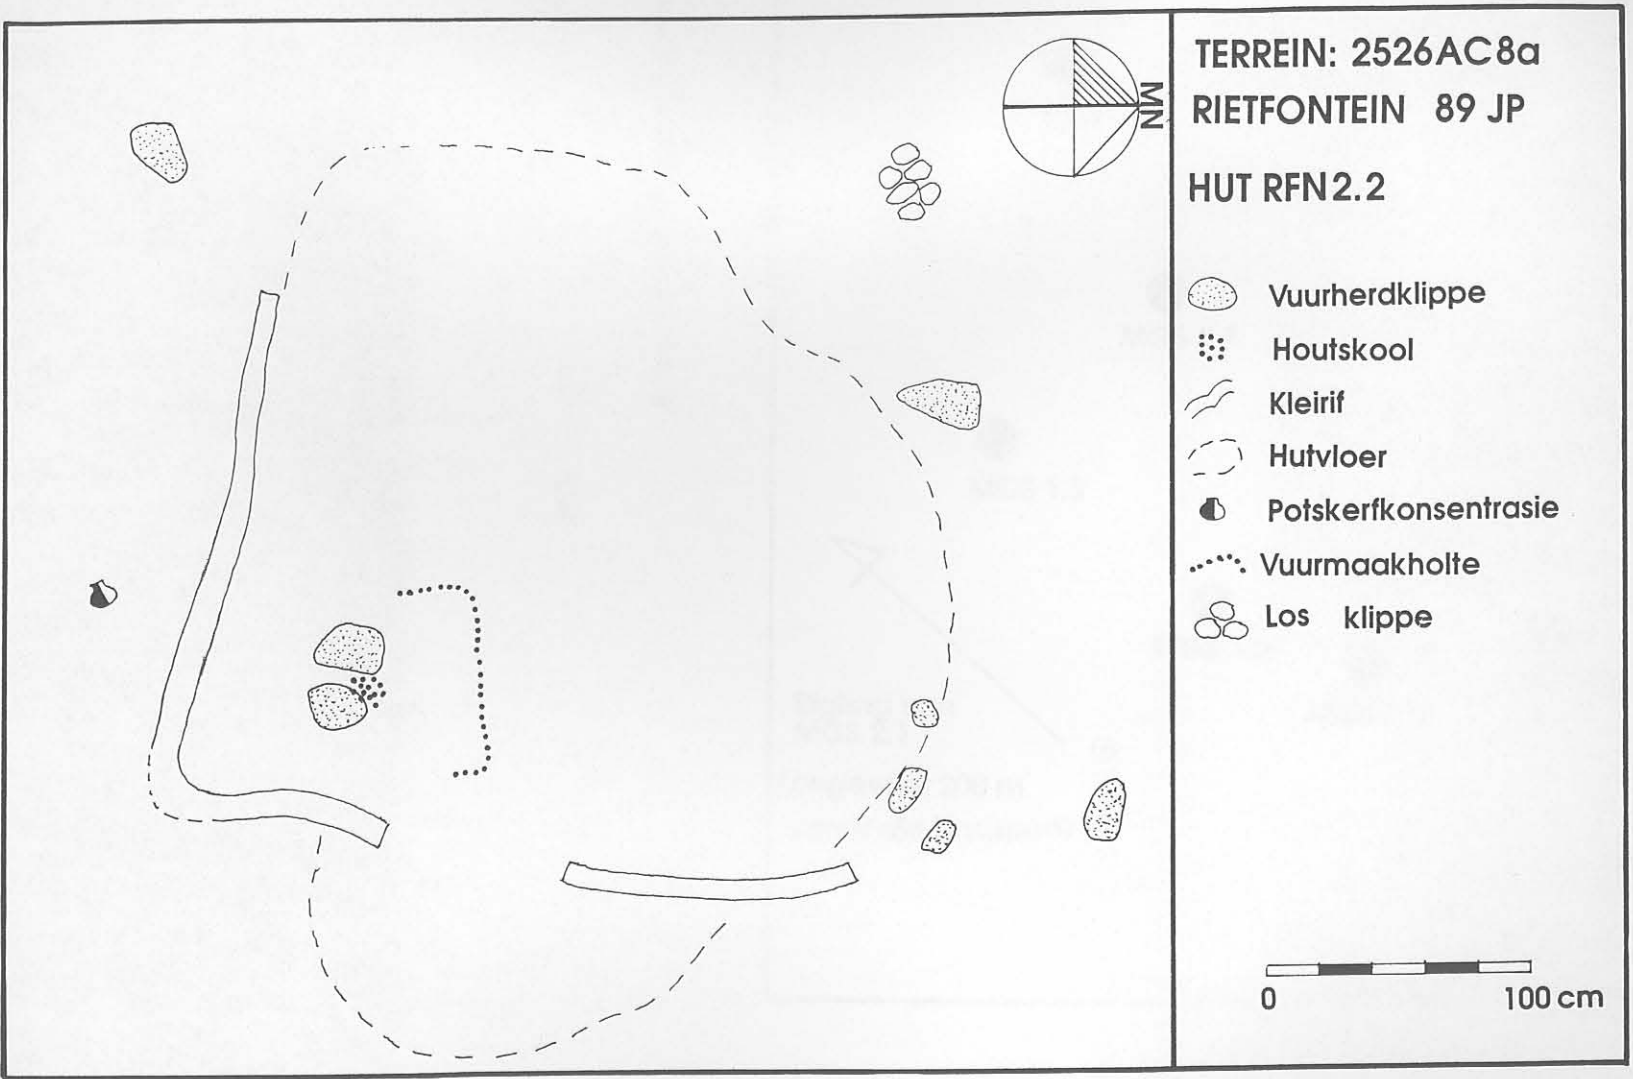 MN
TERREIN: 2526AC8a
RIETFONTEIN 89 JP
HUT RFN2.2
Vuurherdklippe
Houtskool
Kleirif
Hutvloer
Potskerfkonsentrasie
Vuurmaakholte
Los klippe
0 100 cm